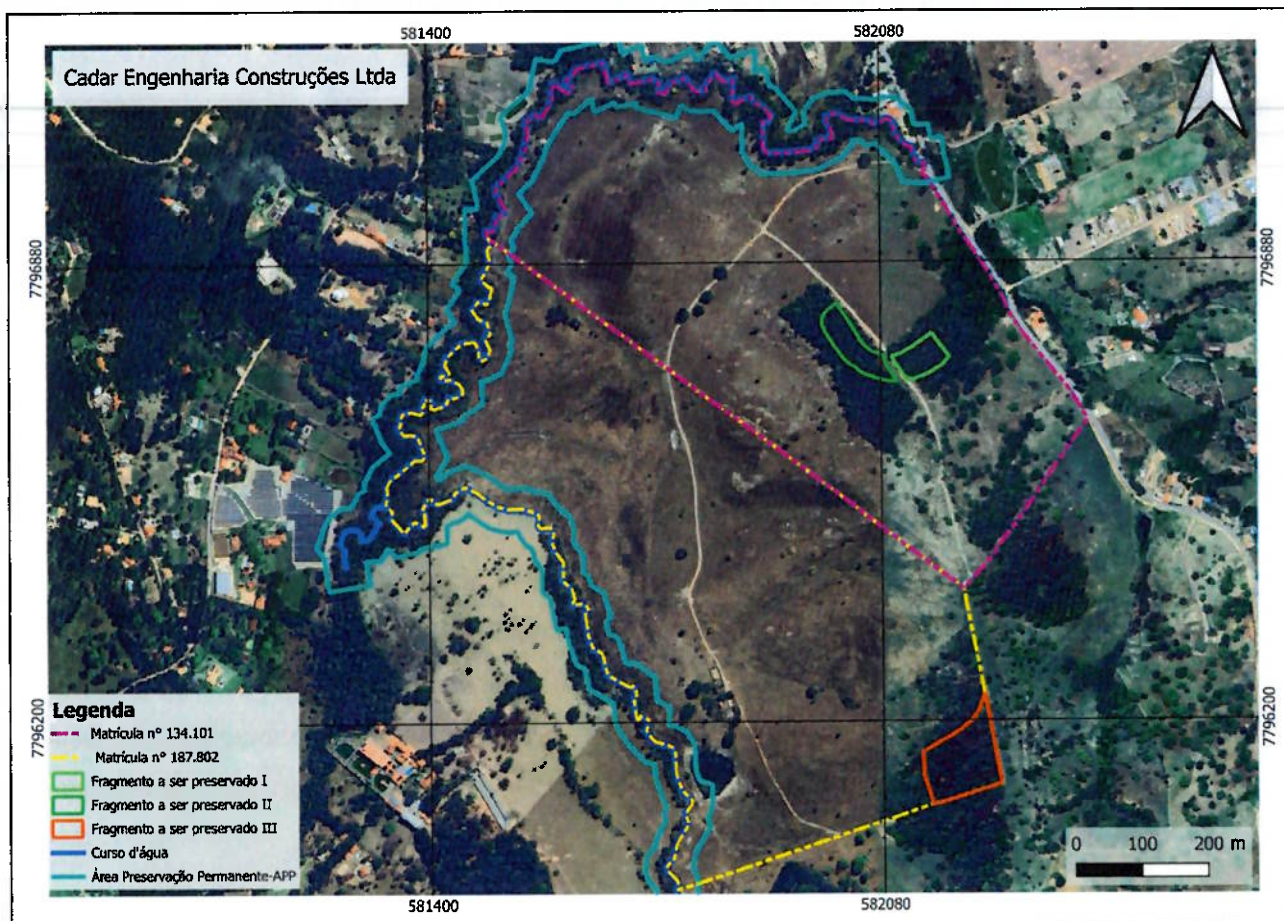 581400
582080
Cadar Engenharia Construções Ltda
7796880
7796880
7796200
7796200
Legenda
Matrícula nº 134.101
Matrícula nº 187.802
Fragmento a ser preservado I
Fragmento a ser preservado II
Fragmento a ser preservado III
Curso d'água
Área Preservação Permanente-APP
0 100 200 m
581400
582080